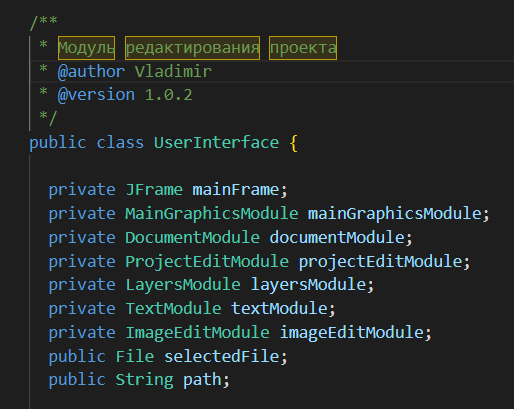 /**
 * Модуль редактирования проекта
 * @author Vladimir
 * @version 1.0.2
 */
public class UserInterface {
private JFrame mainFrame;
private MainGraphicsModule mainGraphicsModule;
private DocumentModule documentModule;
private ProjectEditModule projectEditModule;
private LayersModule layersModule;
private TextModule textModule;
private ImageEditModule imageEditModule;
public File selectedFile;
public String path;